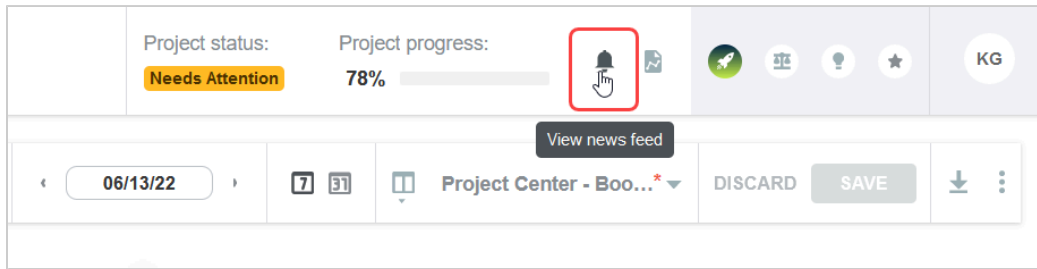 Project status:
Project progress:
Needs Attention
78%
KG
View news feed
06/13/22
7
31
Project Center - Boo...*
DISCARD
SAVE